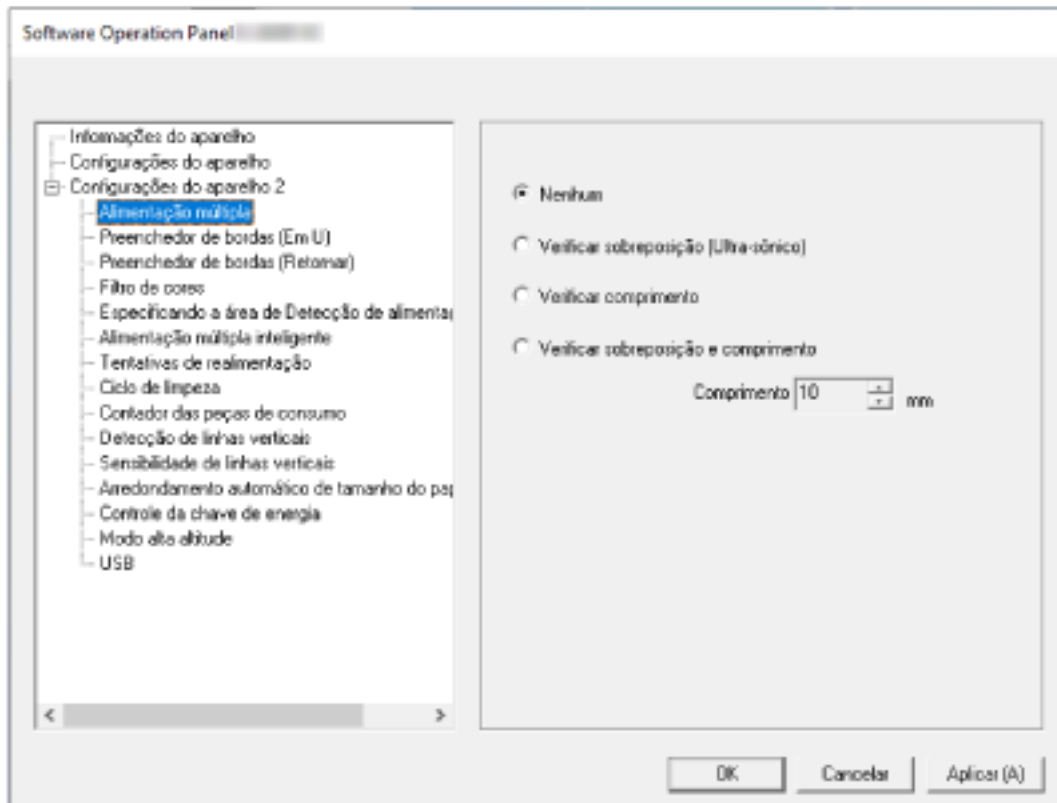 Software Operation Panel
Informações do aparelho
Configurações do aparelho
Configurações do aparelho 2
Alimentação múltipla
Preenchedor de bordas (Em U)
Preenchedor de bordas (Retornar)
Filtro de cores
Especificando a área de Detecção de alimentaç
Alimentação múltipla inteligente
Tentativas de realimentação
Ciclo de limpeza
Contador das peças de consumo
Detecção de linhas verticais
Sensibilidade de linhas verticais
Arredondamento automático de tamanho do pap
Controle da chave de energia
Modo alta altitude
USB
Nenhum
Verificar sobreposição (Ultra-sônico)
Verificar comprimento
Verificar sobreposição e comprimento
Comprimento 10 mm
OK Cancelar Aplicar (A)